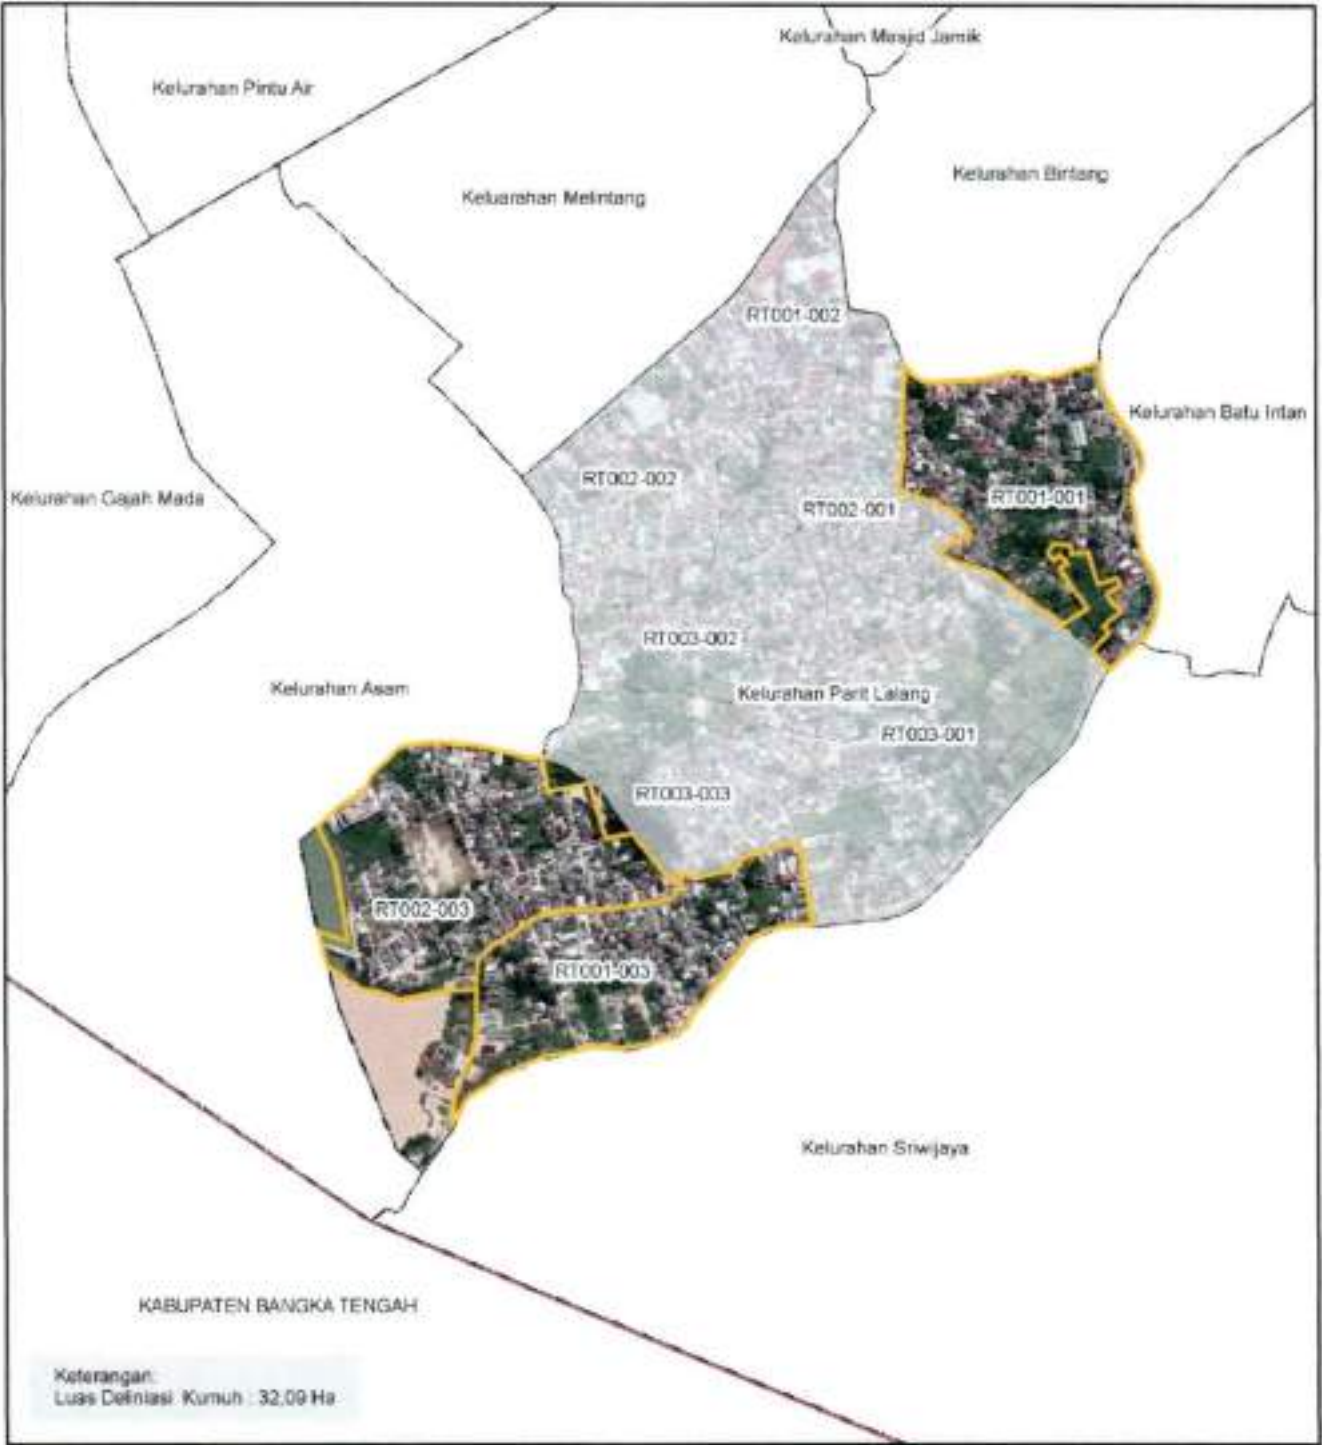 Kelurahan Masjid Jamik
Kelurahan Pintu Air
Kelurahan Bintang
Keluarahan Melintang
RT001-002
Kelurahan Batu Intan
RT002-002
RT001-001
Kelurahan Gajah Mada
RT002-001
RT003-002
Kelurahan Asam
Kelurahan Parit Lalang
RT003-001
RT003-003
RT002-003
RT001-003
Kelurahan Sriwijaya
KABUPATEN BANGKA TENGAH
Keterangan:
Luas Deliniasi Kumuh : 32,09 Ha